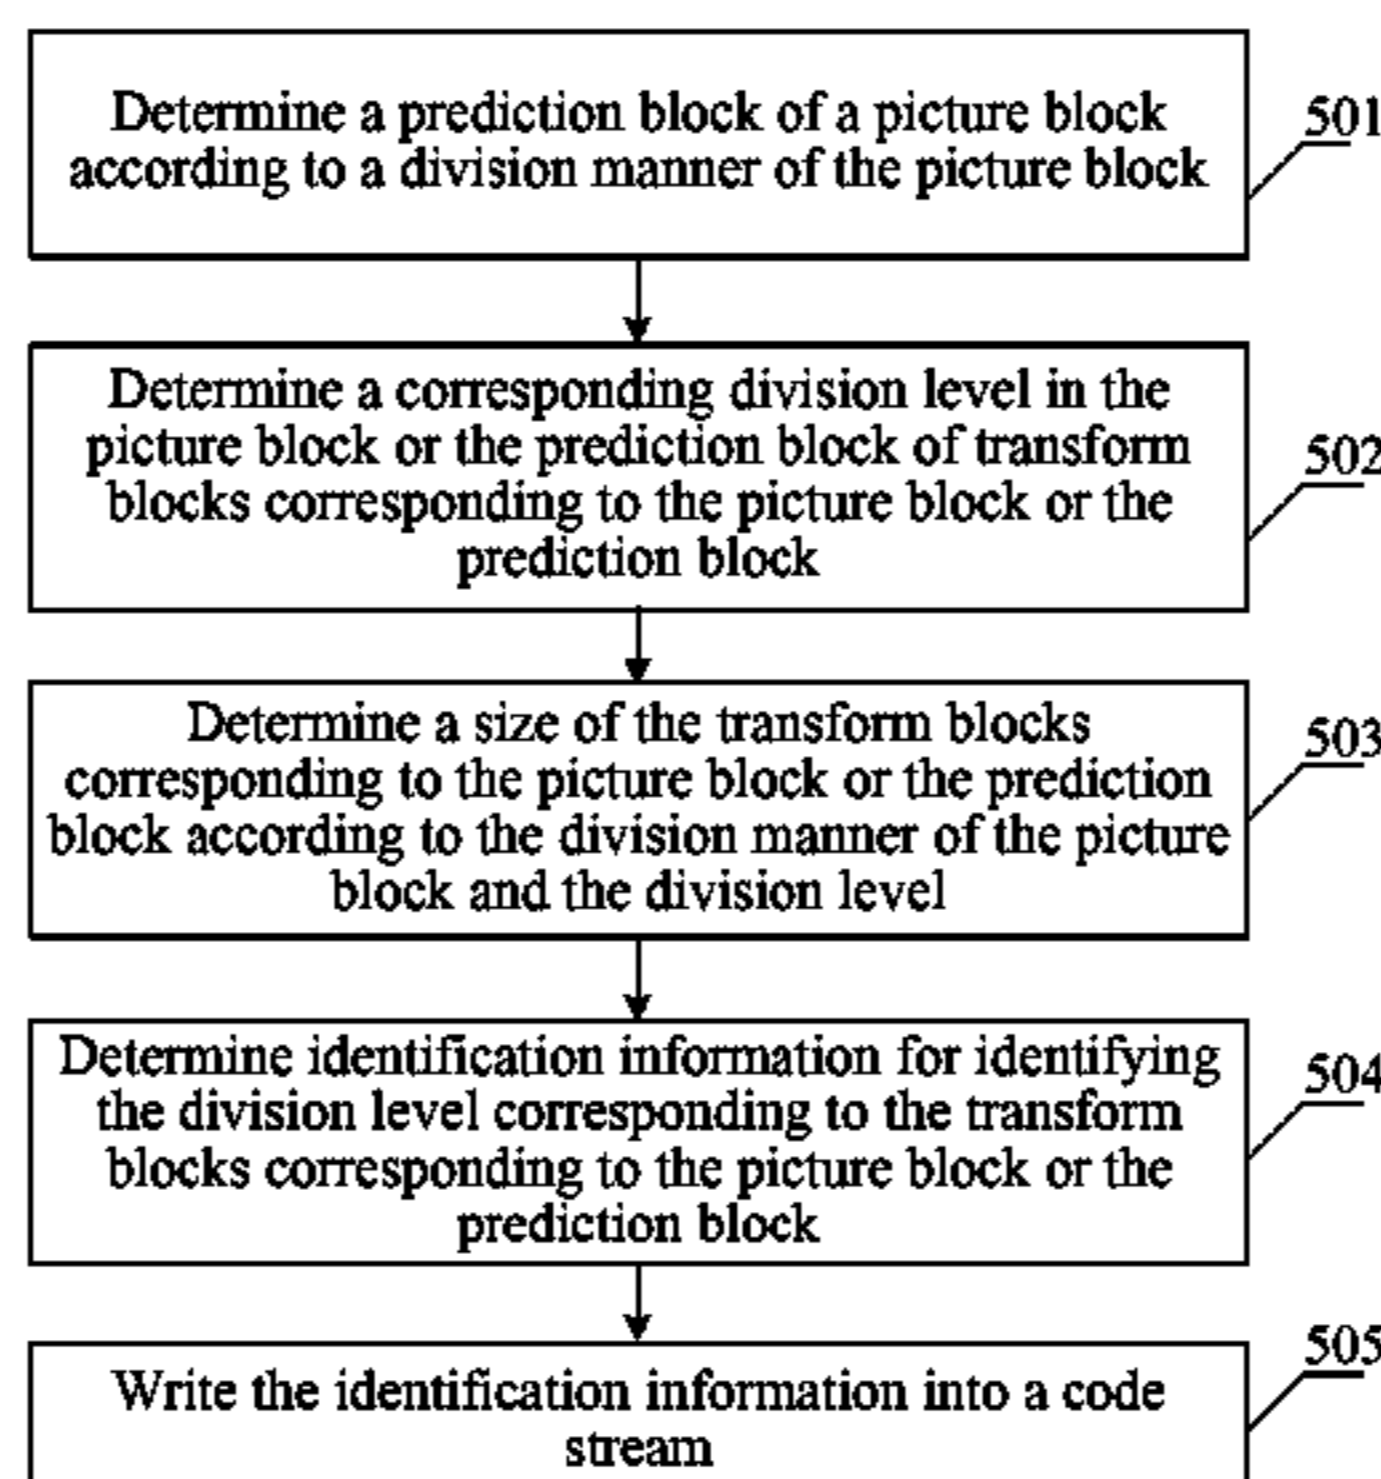 Determine a prediction block of a picture block
according to a division manner of the picture block
501
Determine a corresponding division level in the
picture block or the prediction block of transform
blocks corresponding to the picture block or the
prediction block
502
Determine a size of the transform blocks
corresponding to the picture block or the prediction
block according to the division manner of the picture
block and the division level
503
Determine identification information for identifying
the division level corresponding to the transform
blocks corresponding to the picture block or the
prediction block
504
Write the identification information into a code
stream
505